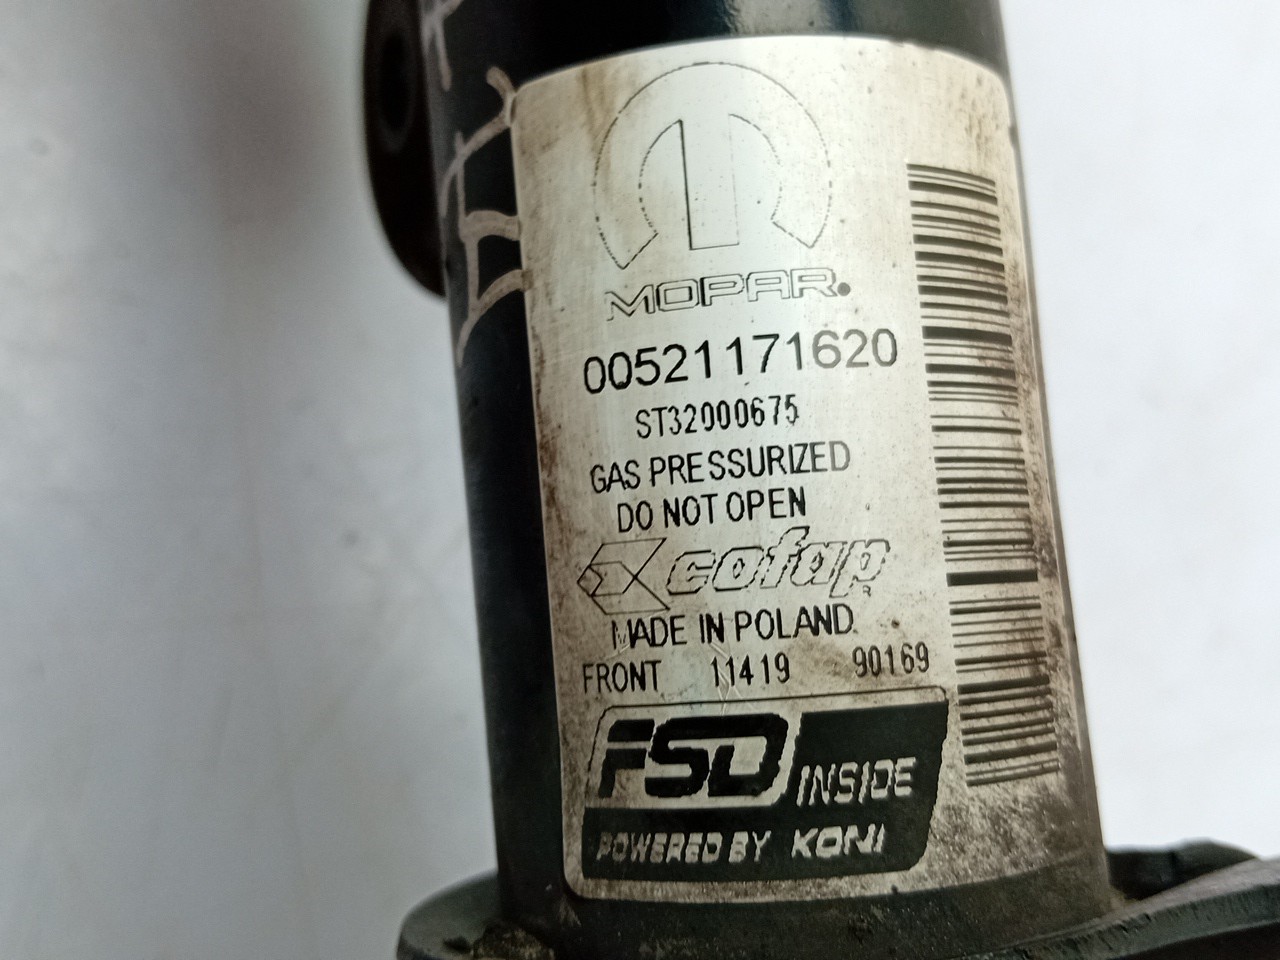 MOPAR.
00521171620
ST32000675
GAS PRESSURIZED
DO NOT OPEN
cofap
MADE IN POLAND.
FRONT 11419 90169
FSD INSIDE
POWERED BY KONI